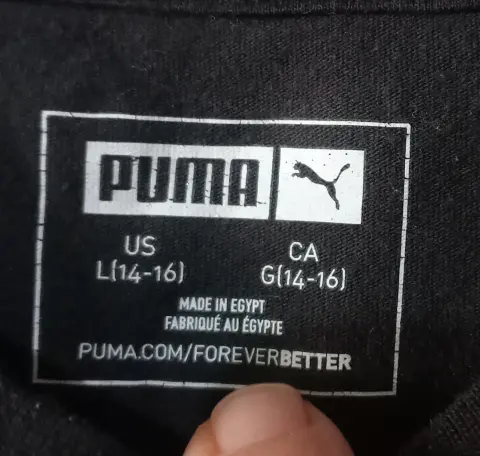 PUMA
US CA
L(14-16) G(14-16)
MADE IN EGYPT
FABRIQUÉ AU ÉGYPTE
PUMA.COM/FOREVERBETTER